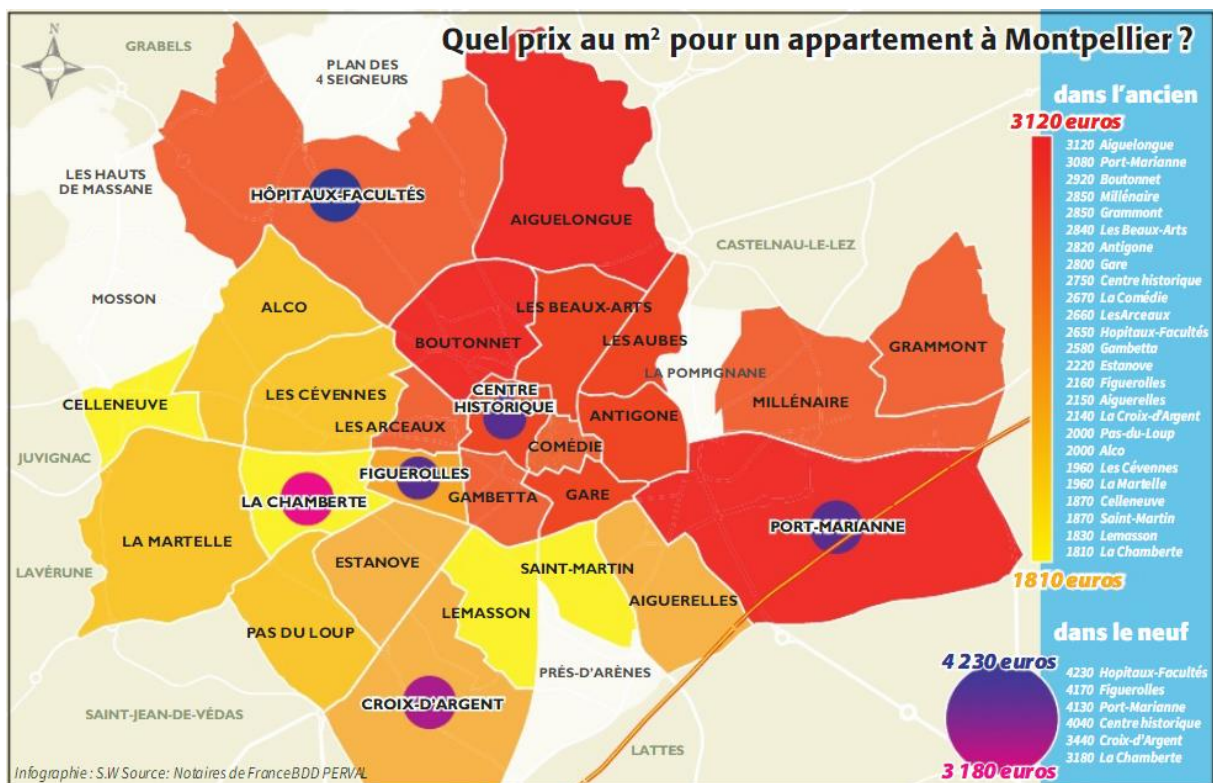 Quel prix au m² pour un appartement à Montpellier ?
N
GRABELS
PLAN DES
4 SEIGNEURS
LES HAUTS
DE MASSANE
HÔPITAUX-FACULTÉS
AIGUELONGUE
CASTELNAU-LE-LEZ
MOSSON
ALCO
LES BEAUX-ARTS
BOUTONNET
LES AUBES
GRAMMONT
LA POMPIGNANE
CELLENEUVE
LES CÉVENNES
CENTRE
HISTORIQUE
MILLÉNAIRE
LES ARCEAUX
ANTIGONE
COMÉDIE
JUVIGNAC
FIGUEROLLES
LA CHAMBERTE
GAMBETTA
GARE
PORT-MARIANNE
LA MARTELLE
ESTANOVE
SAINT-MARTIN
LAVÉRUNE
LEMASSON
AIGUERELLES
PAS DU LOUP
PRÉS-D'ARÈNES
CROIX-D'ARGENT
SAINT-JEAN-DE-VÉDAS
LATTES
Infographie : S.W Source: Notaires de FranceBDD PERVAL
dans l'ancien
3120 euros
3120 Aiguelongue
3080 Port-Marianne
2920 Boutonnet
2850 Millénaire
2850 Grammont
2840 Les Beaux-Arts
2820 Antigone
2800 Gare
2750 Centre historique
2670 La Comédie
2660 LesArceaux
2650 Hopitaux-Facultés
2580 Gambetta
2220 Estanove
2160 Figuerolles
2150 Aiguerelles
2140 La Croix-d'Argent
2000 Pas-du-Loup
2000 Alco
1960 Les Cévennes
1960 La Martelle
1870 Celleneuve
1870 Saint-Martin
1830 Lemasson
1810 La Chamberte
1810 euros
dans le neuf
4 230 euros
4230 Hopitaux-Facultés
4170 Figuerolles
4130 Port-Marianne
4040 Centre historique
3440 Croix-d'Argent
3180 La Chamberte
3 180 euros